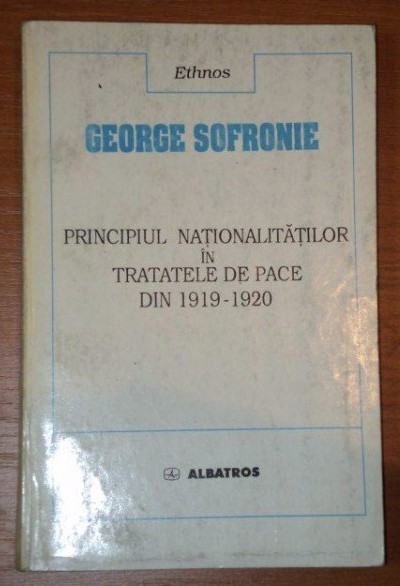 Ethnos
GEORGE SOFRONIE
PRINCIPIUL NAȚIONALITĂȚILOR
ÎN
TRATATELE DE PACE
DIN 1919-1920
ALBATROS